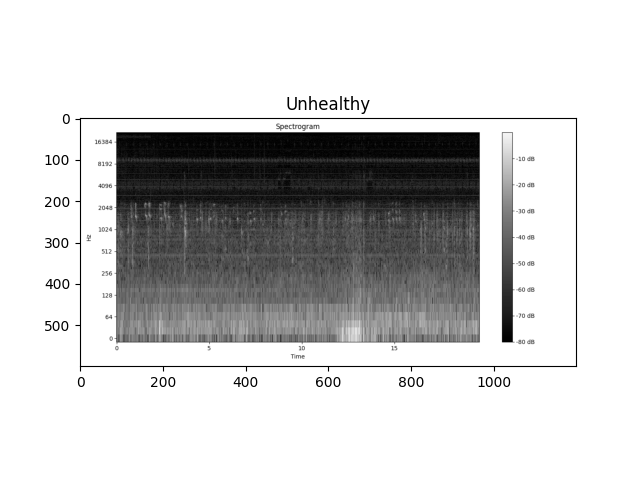 Unhealthy
Spectrogram
0
100
200
300
400
500
Hz
16384
8192
4096
2048
1024
512
256
128
64
0
0
5
10
15
Time
-10 dB
-20 dB
-30 dB
-40 dB
-50 dB
-60 dB
-70 dB
-80 dB
0
200
400
600
800
1000